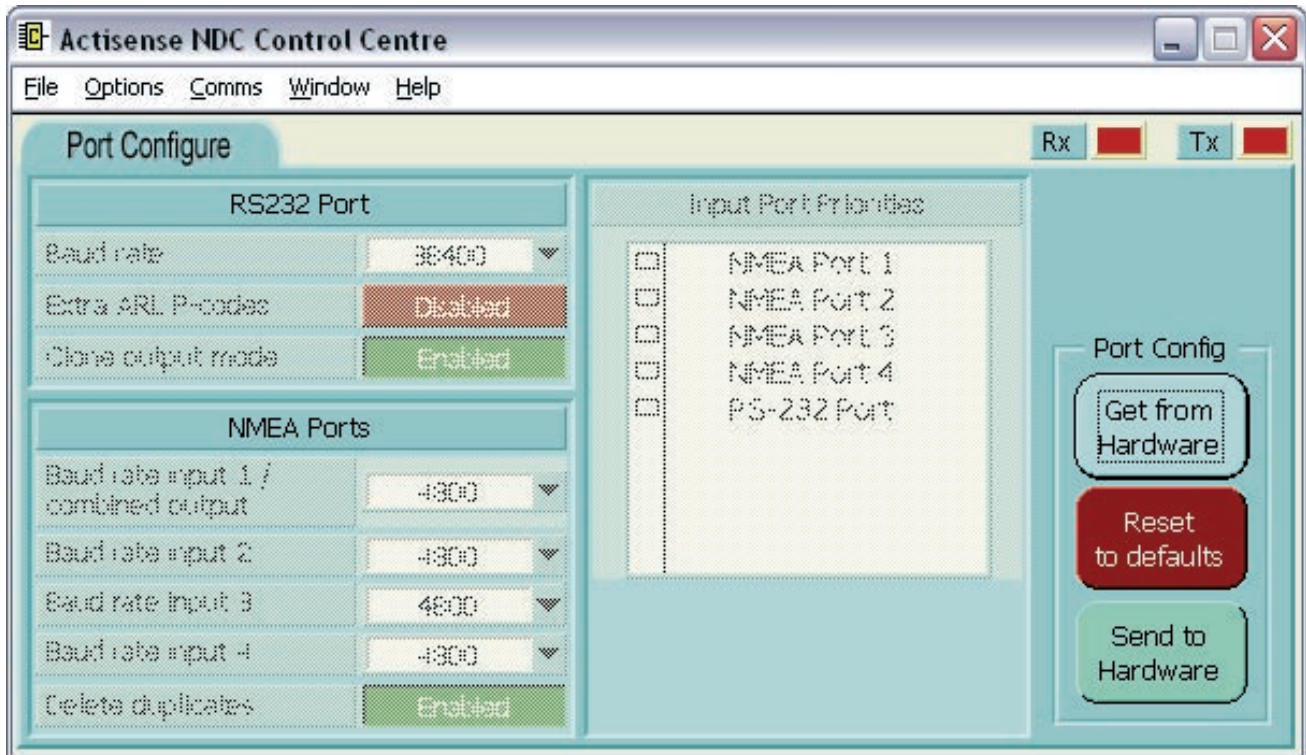 Actisense NDC Control Centre
File Options Comms Window Help
Port Configure
Rx
Tx
RS232 Port
Baud rate
38400
Extra ARL P-codes
Disabled
Clone output mode
Enabled
NMEA Ports
Baud rate input 1 /
combined output
4800
Baud rate input 2
4800
Baud rate input 3
4800
Baud rate input 4
4800
Delete duplicates
Enabled
Input Port Priorities
NMEA Port 1
NMEA Port 2
NMEA Port 3
NMEA Port 4
RS-232 Port
Port Config
Get from
Hardware
Reset
to defaults
Send to
Hardware